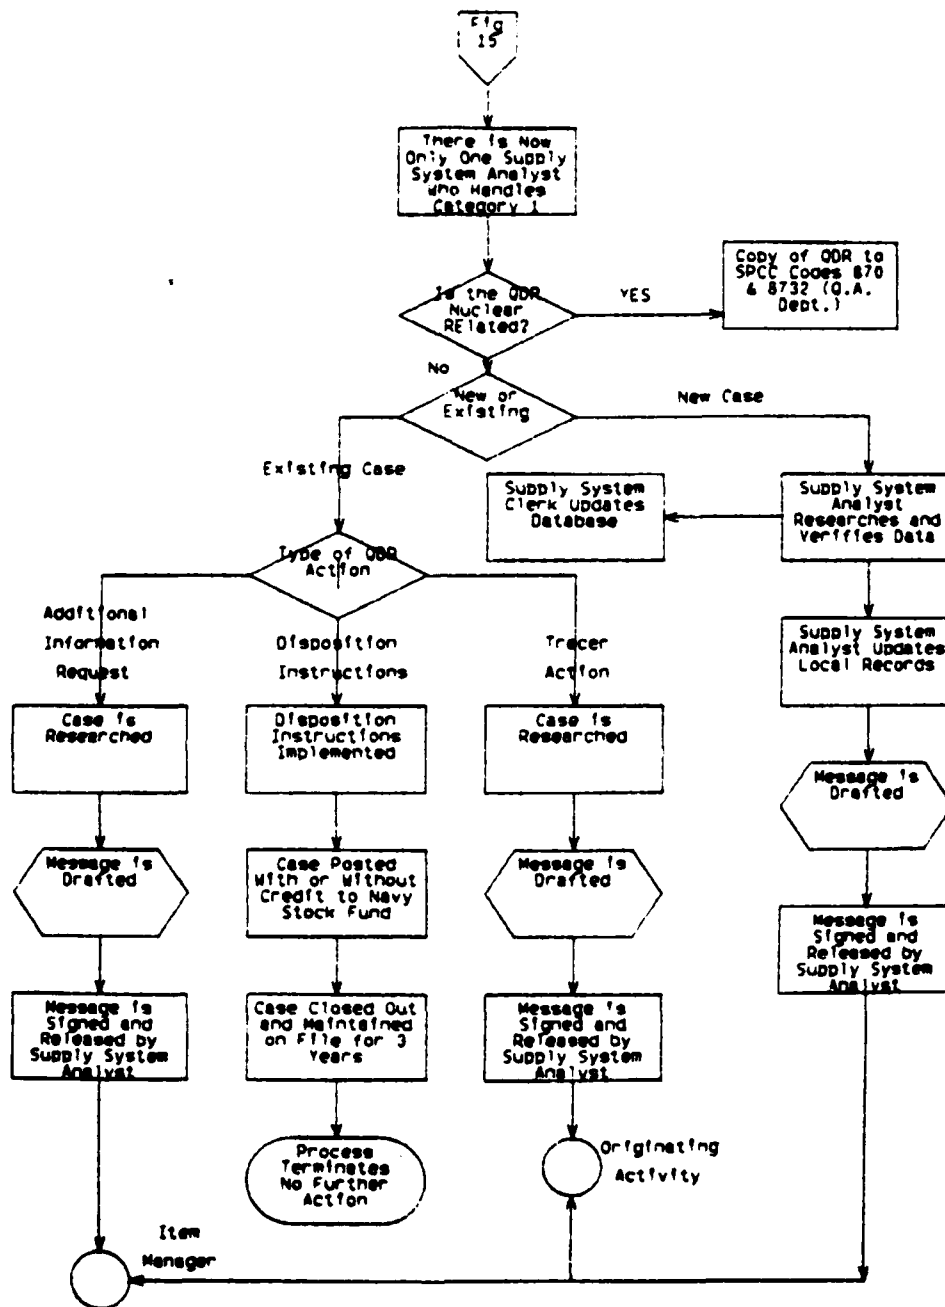 Fig
15
There is Now
Only One Supply
System Analyst
Who Handles
Category 1
Copy of QDR to
SPCC Codes 870
& 8732 (Q.A.
Dept.)
Is the QDR
Nuclear
RElated?
YES
No
New or
Existing
New Case
Existing Case
Supply System
Clerk Updates
Database
Supply System
Analyst
Researches and
Verifies Data
Type of QDR
Action
Additional
Information
Request
Disposition
Instructions
Tracer
Action
Supply System
Analyst Updates
Local Records
Case is
Researched
Disposition
Instructions
Implemented
Case is
Researched
Message is
Drafted
Message is
Drafted
Case Posted
With or Without
Credit to Navy
Stock Fund
Message is
Drafted
Message is
Signed and
Released by
Supply System
Analyst
Message is
Signed and
Released by
Supply System
Analyst
Case Closed Out
and Maintained
on File for 3
Years
Message is
Signed and
Released by
Supply System
Analyst
Process
Terminates
No Further
Action
Originating
Activity
Item
Manager